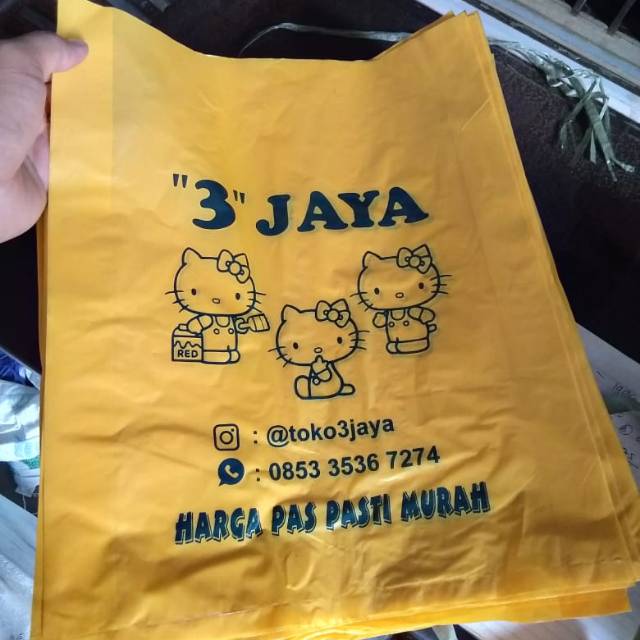 "3" JAYA
RED
: @toko3jaya
: 0853 3536 7274
HARGA PAS PASTI MURAH